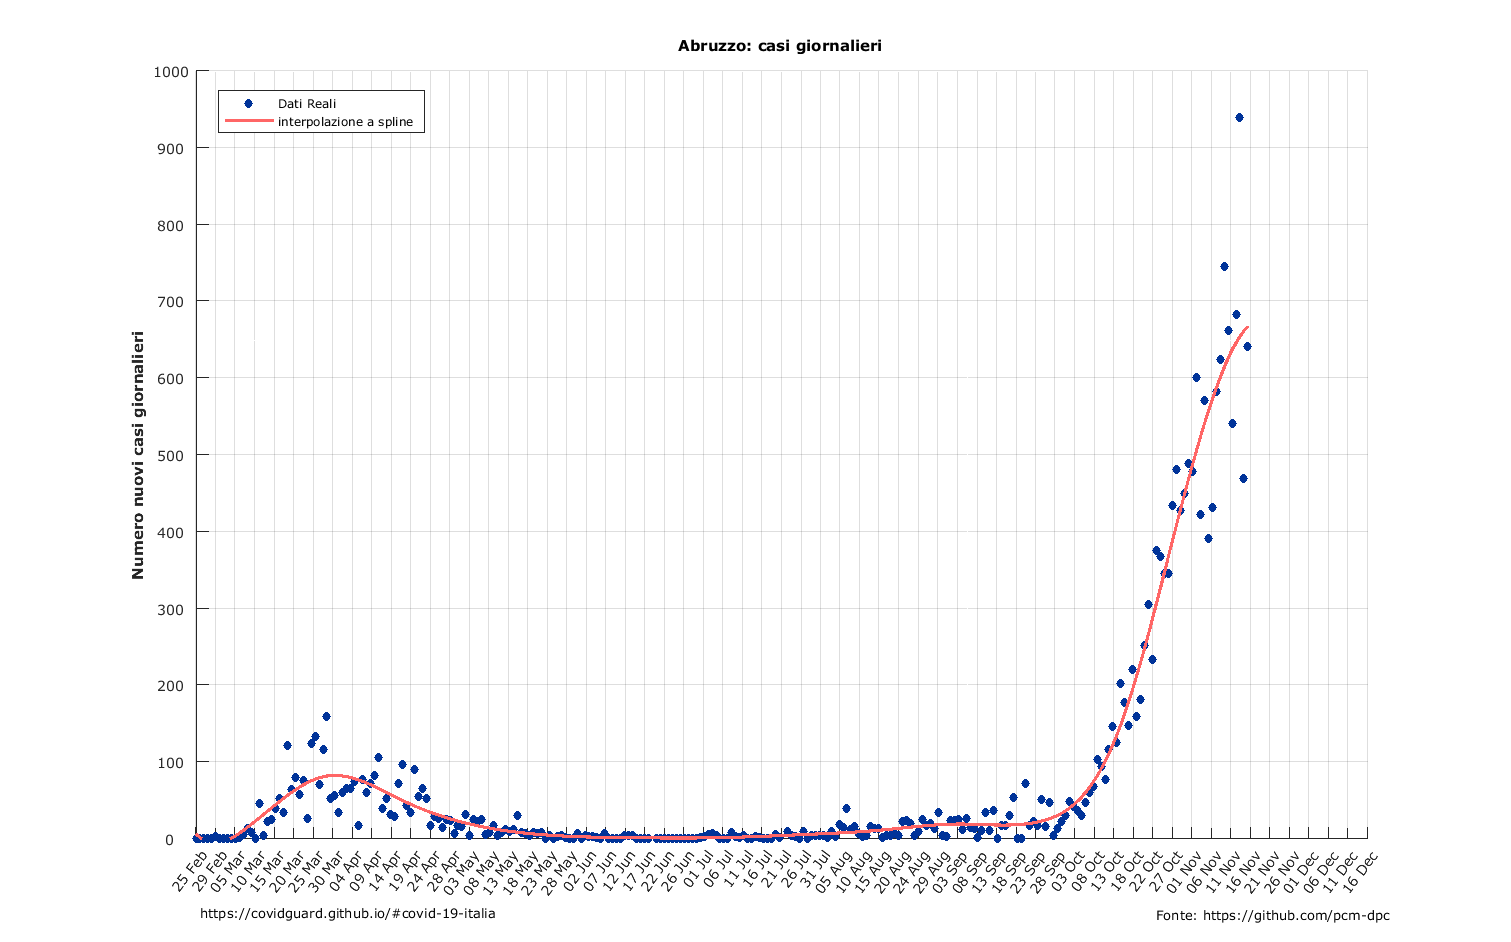 Abruzzo: casi giornalieri
Dati Reali
interpolazione a spline
Numero nuovi casi giornalieri
1000
900
800
700
600
500
400
300
200
100
0
25 Feb
29 Feb
05 Mar
10 Mar
15 Mar
20 Mar
25 Mar
30 Mar
04 Apr
09 Apr
14 Apr
19 Apr
24 Apr
28 Apr
03 May
08 May
13 May
18 May
23 May
28 May
02 Jun
07 Jun
12 Jun
17 Jun
22 Jun
26 Jun
01 Jul
06 Jul
11 Jul
16 Jul
21 Jul
26 Jul
31 Jul
05 Aug
10 Aug
15 Aug
20 Aug
24 Aug
29 Aug
03 Sep
08 Sep
13 Sep
18 Sep
23 Sep
28 Sep
03 Oct
08 Oct
13 Oct
18 Oct
22 Oct
27 Oct
01 Nov
06 Nov
11 Nov
16 Nov
21 Nov
26 Nov
01 Dec
06 Dec
11 Dec
16 Dec
https://covidguard.github.io/#covid-19-italia
Fonte: https://github.com/pcm-dpc